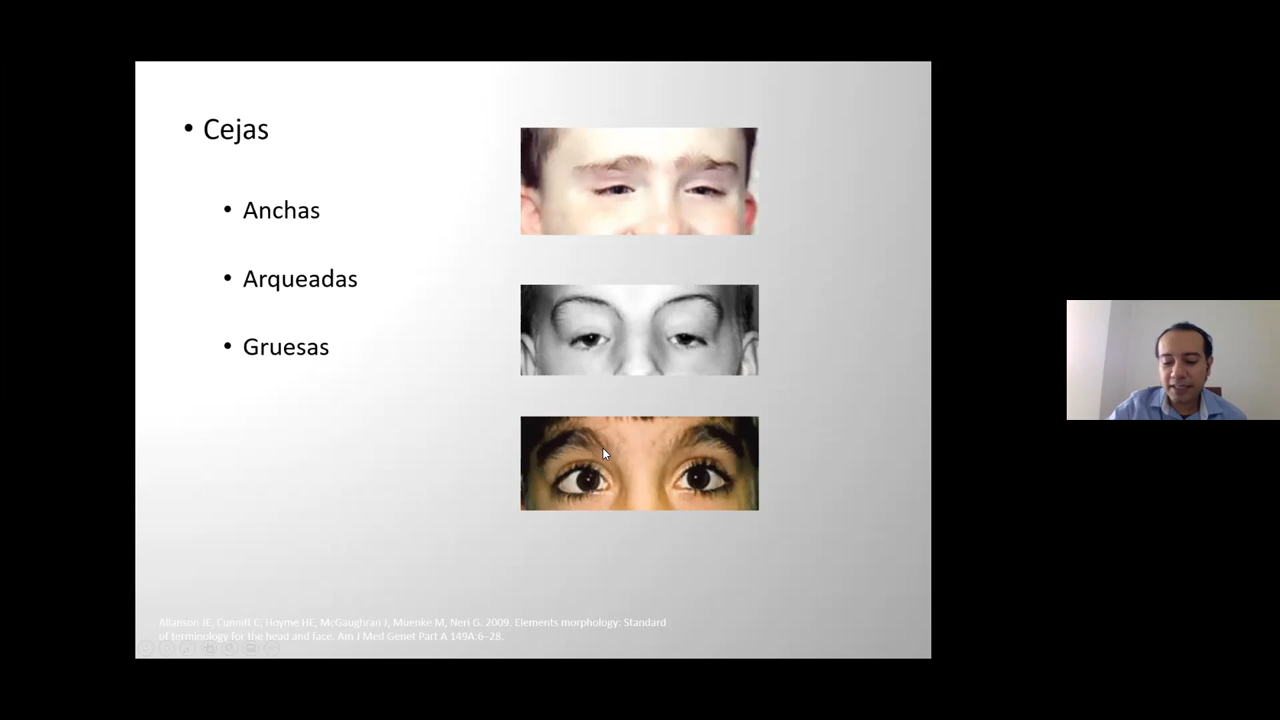 • Cejas
• Anchas
• Arqueadas
• Gruesas
Allanson JE, Cunniff C, Hoyme HE, McGaughran J, Muenke M, Neri G. 2009. Elements morphology: Standard
of terminology for the head and face. Am J Med Genet Part A 149A:6–28.